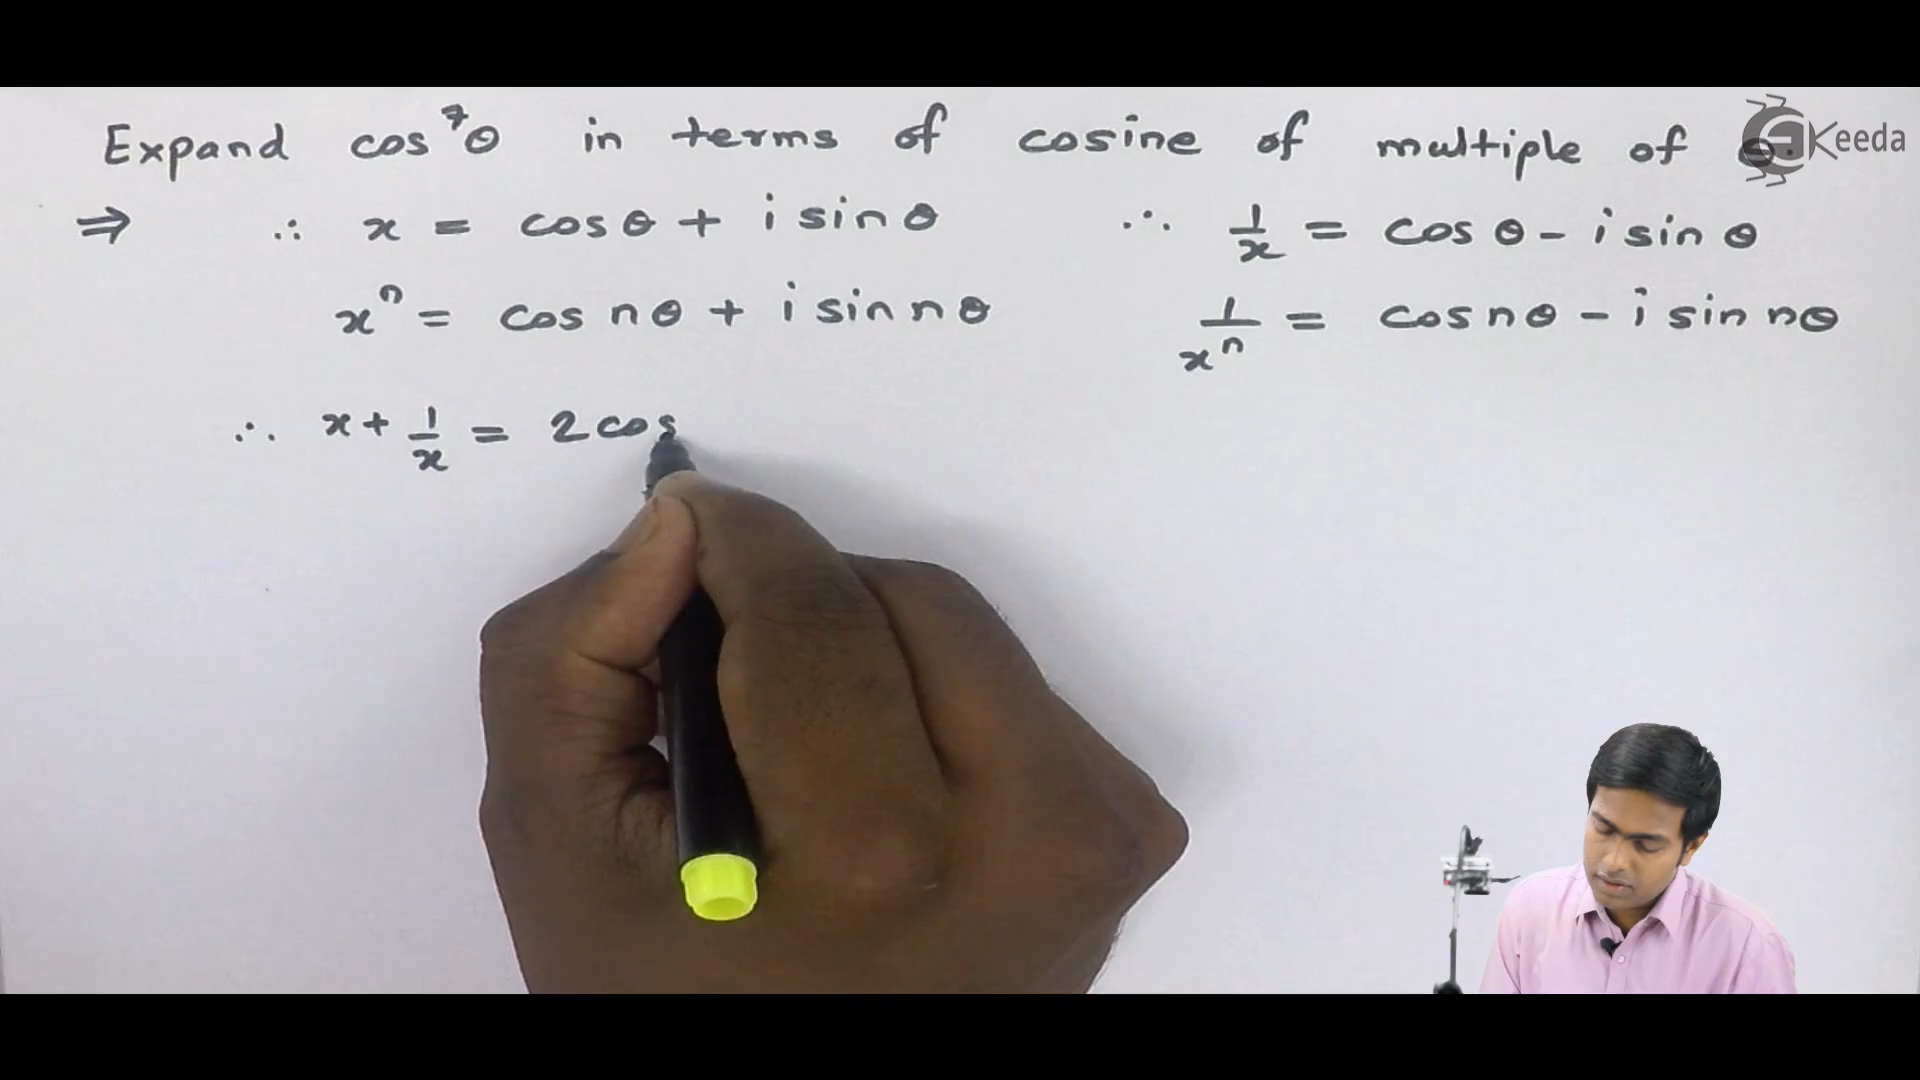 Expand cos⁷θ in terms of cosine of multiple of θ
Keeda
⇒ ∴ x = cosθ + i sinθ ∴ 1/x = cosθ - i sinθ
xⁿ = cos nθ + i sin nθ 1/xⁿ = cos nθ - i sin nθ
∴ x + 1/x = 2cos